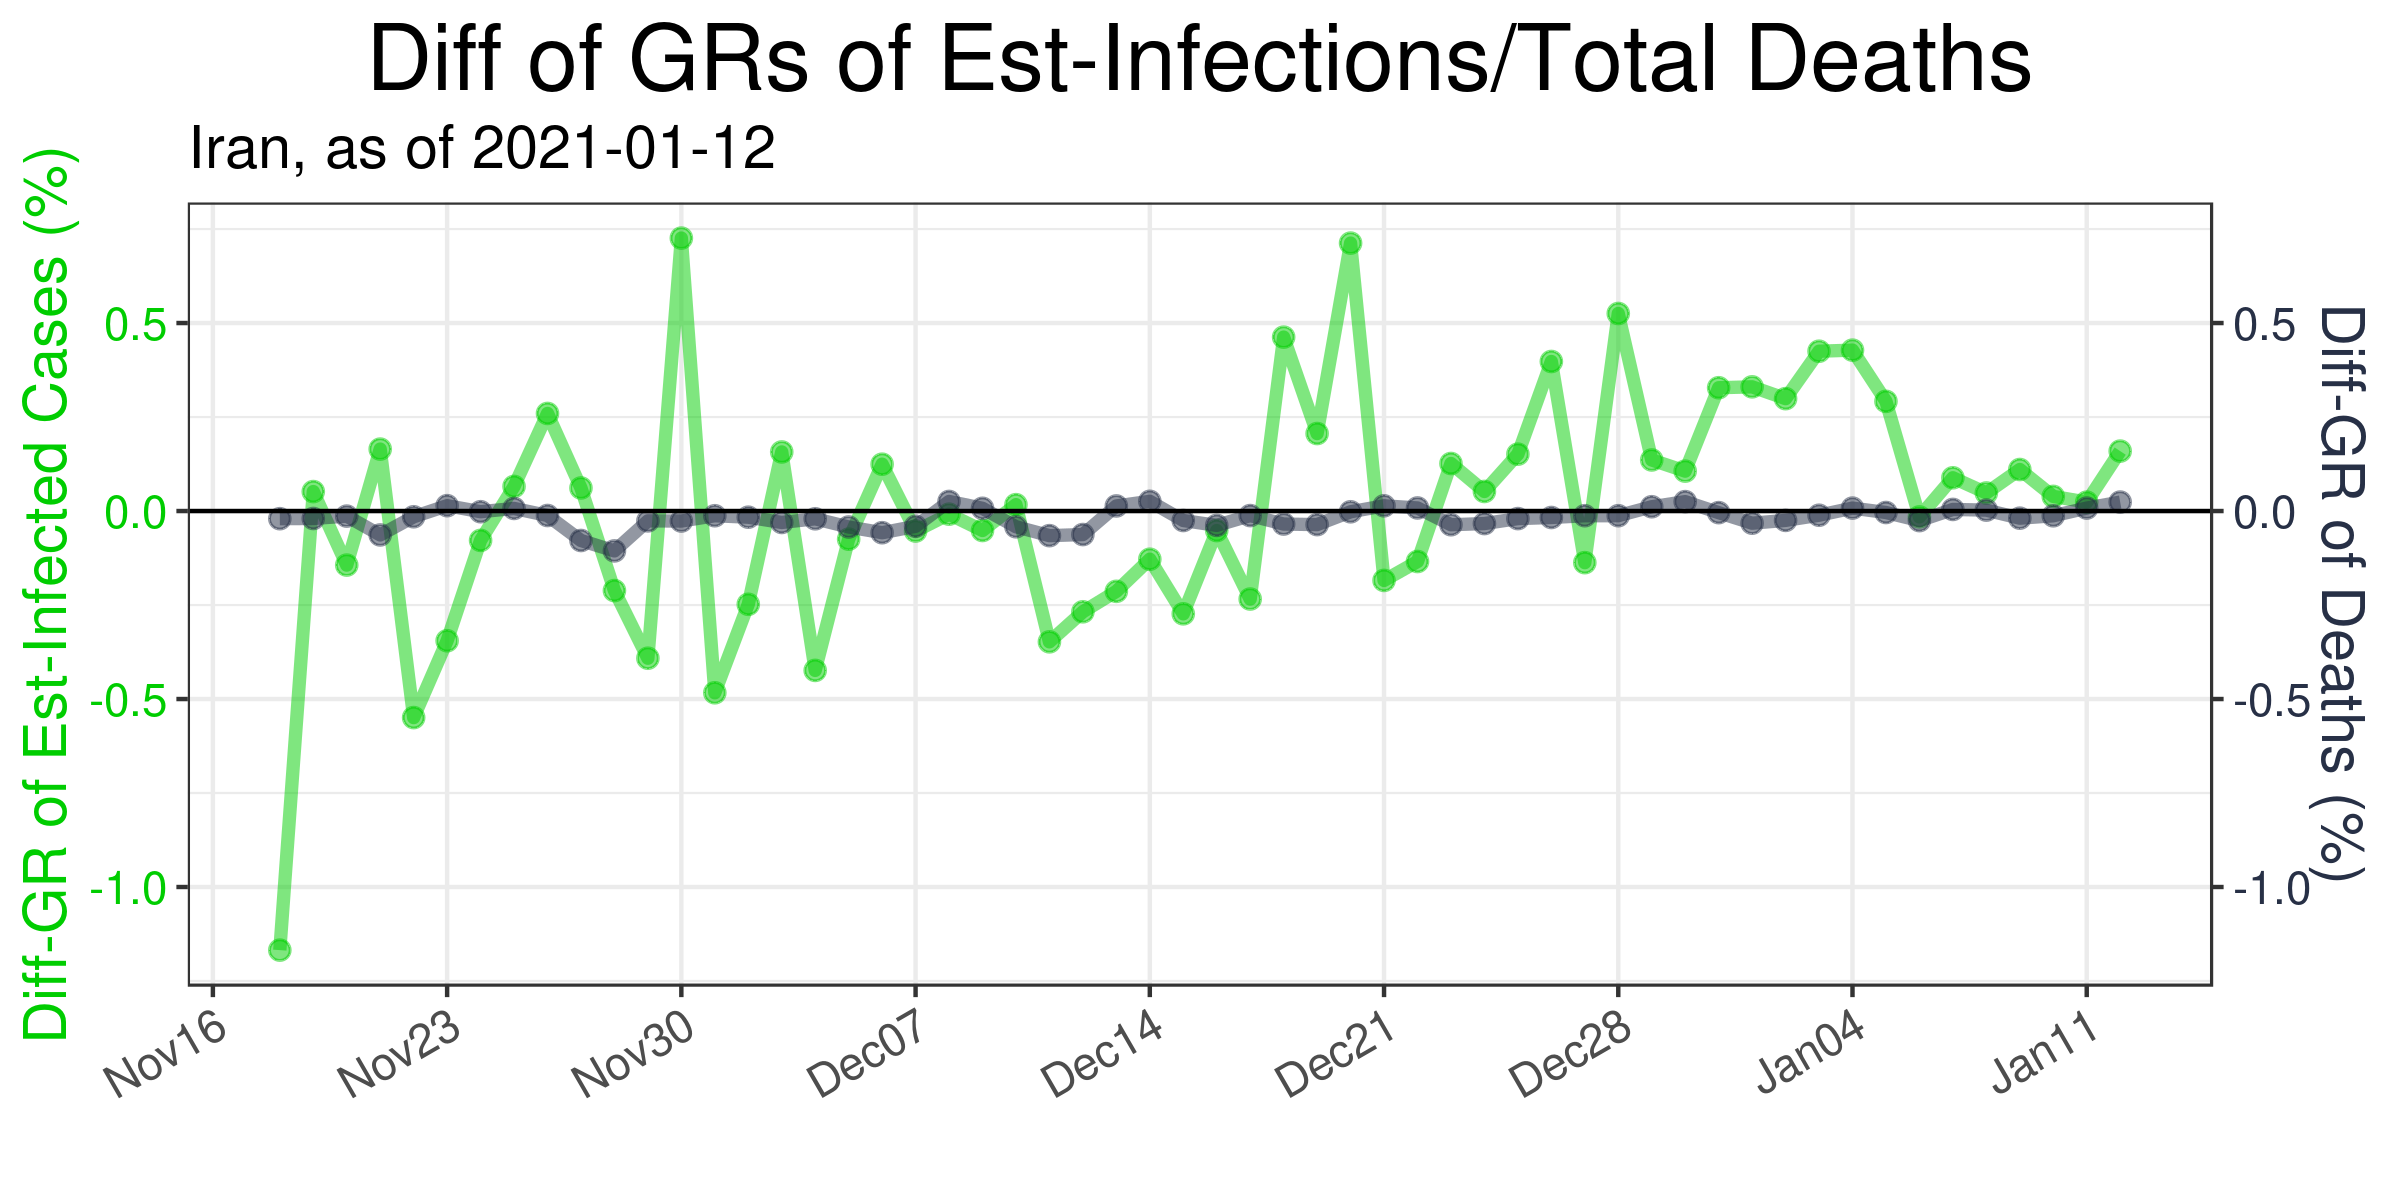 Diff of GRs of Est-Infections/Total Deaths
Iran, as of 2021-01-12
Diff-GR of Est-Infected Cases (%)
0.5
0.0
-0.5
-1.0
0.5
0.0
-0.5
-1.0
Diff-GR of Deaths (%)
Nov16
Nov23
Nov30
Dec07
Dec14
Dec21
Dec28
Jan04
Jan11